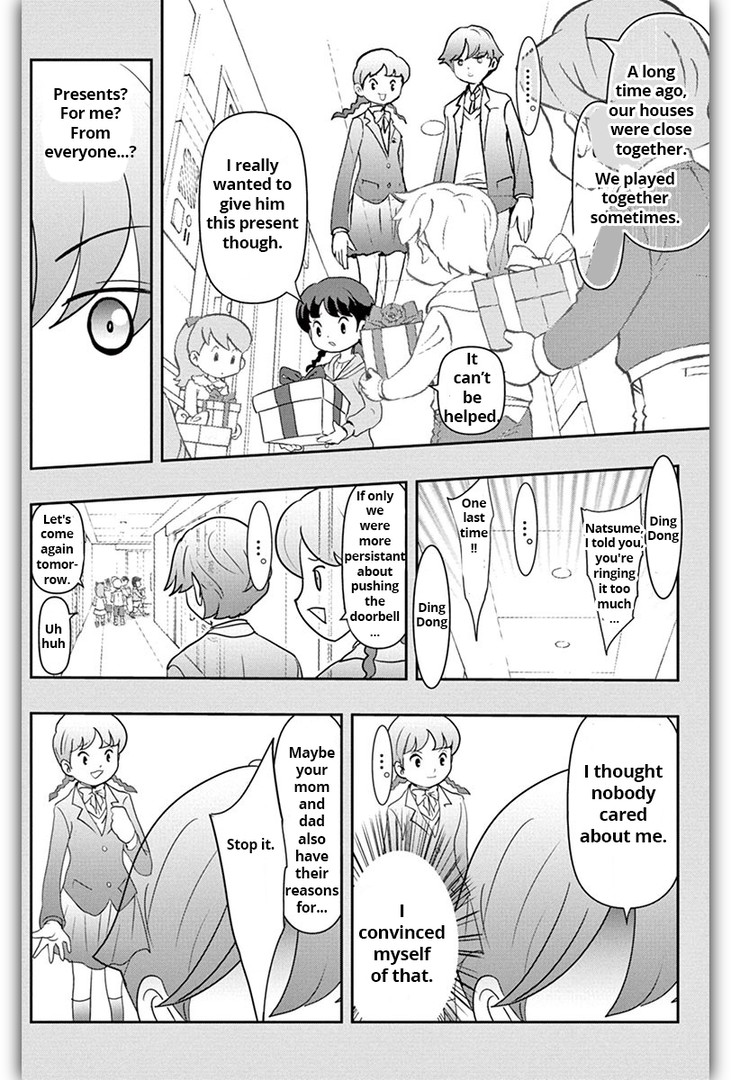 A long
time ago,
our houses
were close
together.
We played
together
sometimes.
......
I really
wanted to
give him
this present
though.
It
can't
be
helped.
Presents?
For me?
From
everyone...?
Ding
Dong
Natsume,
I told you,
you're
ringing
it too
much
...
...
One
last
time
!!
Ding
Dong
If only
we
were
more
persistant
about
pushing
the
doorbell
...
...
Let's
come
again
tomor-
row.
Uh
huh
I thought
nobody
cared
about me.
...
I
convinced
myself
of that.
Maybe
your
mom
and
dad
also
have
their
reasons
for...
Stop it.